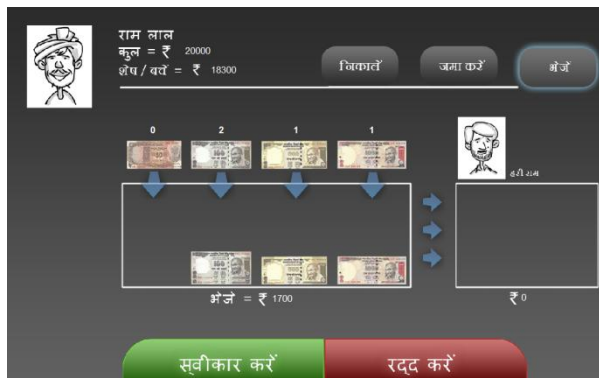 राम लाल
कुल = ₹ 20000
शेष / बचें = ₹ 18300
निकालें
जमा करें
भेजें
0 2 1 1
हरी राम
भेजें = ₹ 1700
₹ 0
स्वीकार करें
रद्द करें